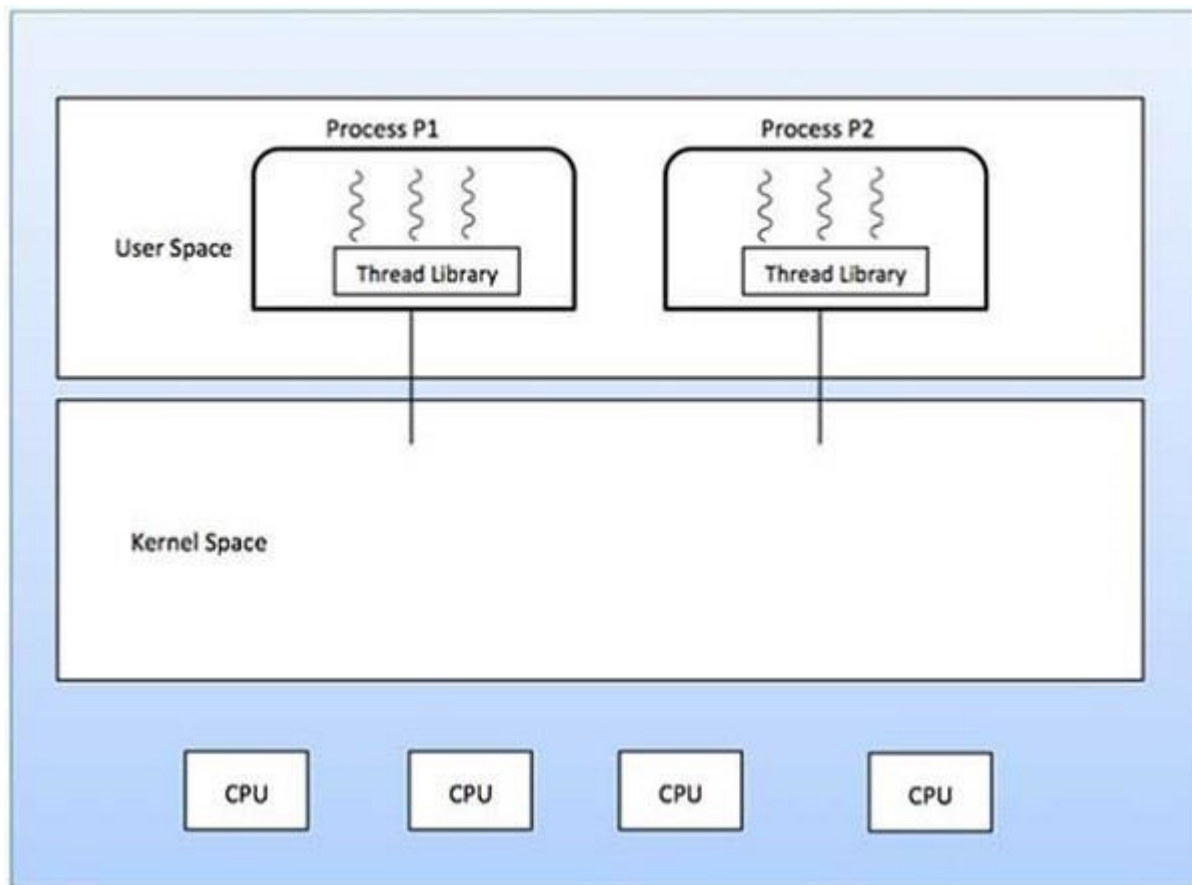 Process P1
Process P2
User Space
Thread Library
Thread Library
Kernel Space
CPU
CPU
CPU
CPU